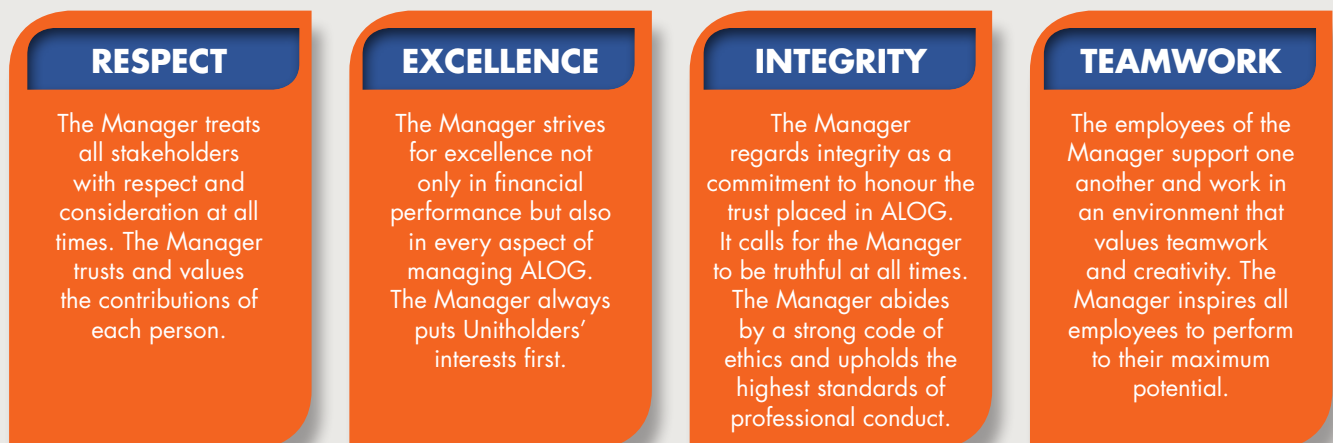 RESPECT
The Manager treats
all stakeholders
with respect and
consideration at all
times. The Manager
trusts and values
the contributions of
each person.
EXCELLENCE
The Manager strives
for excellence not
only in financial
performance but also
in every aspect of
managing ALOG.
The Manager always
puts Unitholders’
interests first.
INTEGRITY
The Manager
regards integrity as a
commitment to honour the
trust placed in ALOG.
It calls for the Manager
to be truthful at all times.
The Manager abides
by a strong code of
ethics and upholds the
highest standards of
professional conduct.
TEAMWORK
The employees of the
Manager support one
another and work in
an environment that
values teamwork
and creativity. The
Manager inspires all
employees to perform
to their maximum
potential.